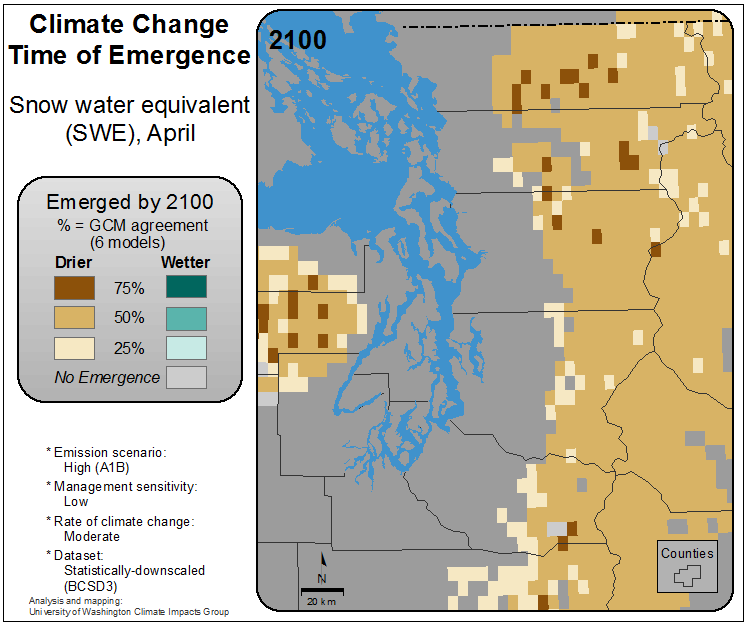 Climate Change
Time of Emergence
Snow water equivalent
(SWE), April
Emerged by 2100
% = GCM agreement
(6 models)
Drier Wetter
75%
50%
25%
No Emergence
* Emission scenario:
High (A1B)
* Management sensitivity:
Low
* Rate of climate change:
Moderate
* Dataset:
Statistically-downscaled
(BCSD3)
Analysis and mapping:
University of Washington Climate Impacts Group
2100
N
20 km
Counties